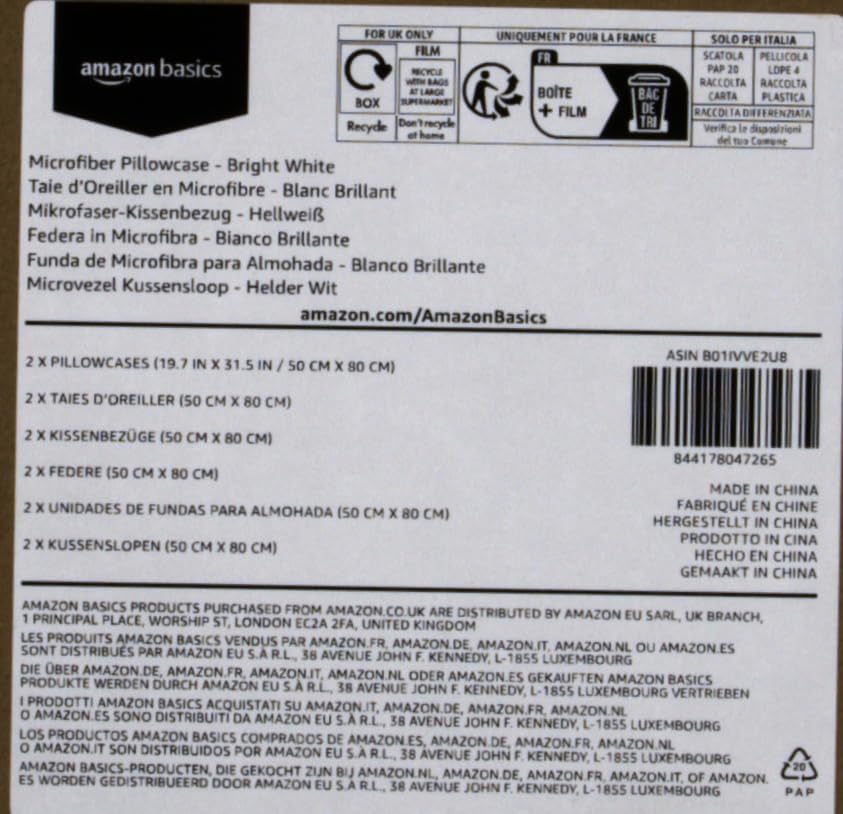 amazon basics
FOR UK ONLY
BOX
Recycle
FILM
RECYCLE
WITH BAGS
AT LARGE
SUPERMARKET
Don't recycle
at home
UNIQUEMENT POUR LA FRANCE
FR
BOÎTE
+ FILM
BAC
DE
TRI
SOLO PER ITALIA
SCATOLA
PAP 20
RACCOLTA
CARTA
PELLICOLA
LDPE 4
RACCOLTA
PLASTICA
RACCOLTA DIFFERENZIATA
Verifica le disposizioni
del tuo Comune
Microfiber Pillowcase - Bright White
Taie d'Oreiller en Microfibre - Blanc Brillant
Mikrofaser-Kissenbezug - Hellweiß
Federa in Microfibra - Bianco Brillante
Funda de Microfibra para Almohada - Blanco Brillante
Microvezel Kussensloop - Helder Wit
amazon.com/AmazonBasics
2 X PILLOWCASES (19.7 IN X 31.5 IN / 50 CM X 80 CM)
2 X TAIES D'OREILLER (50 CM X 80 CM)
2 X KISSENBEZÜGE (50 CM X 80 CM)
2 X FEDERE (50 CM X 80 CM)
2 X UNIDADES DE FUNDAS PARA ALMOHADA (50 CM X 80 CM)
2 X KUSSENSLOPEN (50 CM X 80 CM)
ASIN B01IVVE2U8
844178047265
MADE IN CHINA
FABRIQUÉ EN CHINE
HERGESTELLT IN CHINA
PRODOTTO IN CINA
HECHO EN CHINA
GEMAAKT IN CHINA
AMAZON BASICS PRODUCTS PURCHASED FROM AMAZON.CO.UK ARE DISTRIBUTED BY AMAZON EU SARL, UK BRANCH,
1 PRINCIPAL PLACE, WORSHIP ST, LONDON EC2A 2FA, UNITED KINGDOM
LES PRODUITS AMAZON BASICS VENDUS PAR AMAZON.FR, AMAZON.DE, AMAZON.IT, AMAZON.NL OU AMAZON.ES
SONT DISTRIBUÉS PAR AMAZON EU S.À R.L., 38 AVENUE JOHN F. KENNEDY, L-1855 LUXEMBOURG
DIE ÜBER AMAZON.DE, AMAZON.FR, AMAZON.IT, AMAZON.NL ODER AMAZON.ES GEKAUFTEN AMAZON BASICS
PRODUKTE WERDEN DURCH AMAZON EU S.À R.L., 38 AVENUE JOHN F. KENNEDY, L-1855 LUXEMBOURG VERTRIEBEN
I PRODOTTI AMAZON BASICS ACQUISTATI SU AMAZON.IT, AMAZON.DE, AMAZON.FR, AMAZON.NL
O AMAZON.ES SONO DISTRIBUITI DA AMAZON EU S.À R.L., 38 AVENUE JOHN F. KENNEDY, L-1855 LUXEMBOURG
LOS PRODUCTOS AMAZON BASICS COMPRADOS DE AMAZON.ES, AMAZON.DE, AMAZON.FR, AMAZON.NL
O AMAZON.IT SON DISTRIBUIDOS POR AMAZON EU S.À R.L., 38 AVENUE JOHN F. KENNEDY, L-1855 LUXEMBOURG
AMAZON BASICS-PRODUCTEN, DIE GEKOCHT ZIJN BIJ AMAZON.NL, AMAZON.DE, AMAZON.FR, AMAZON.IT, OF AMAZON.
ES WORDEN GEDISTRIBUEERD DOOR AMAZON EU S.À R.L., 38 AVENUE JOHN F. KENNEDY, L-1855 LUXEMBOURG
20
PAP